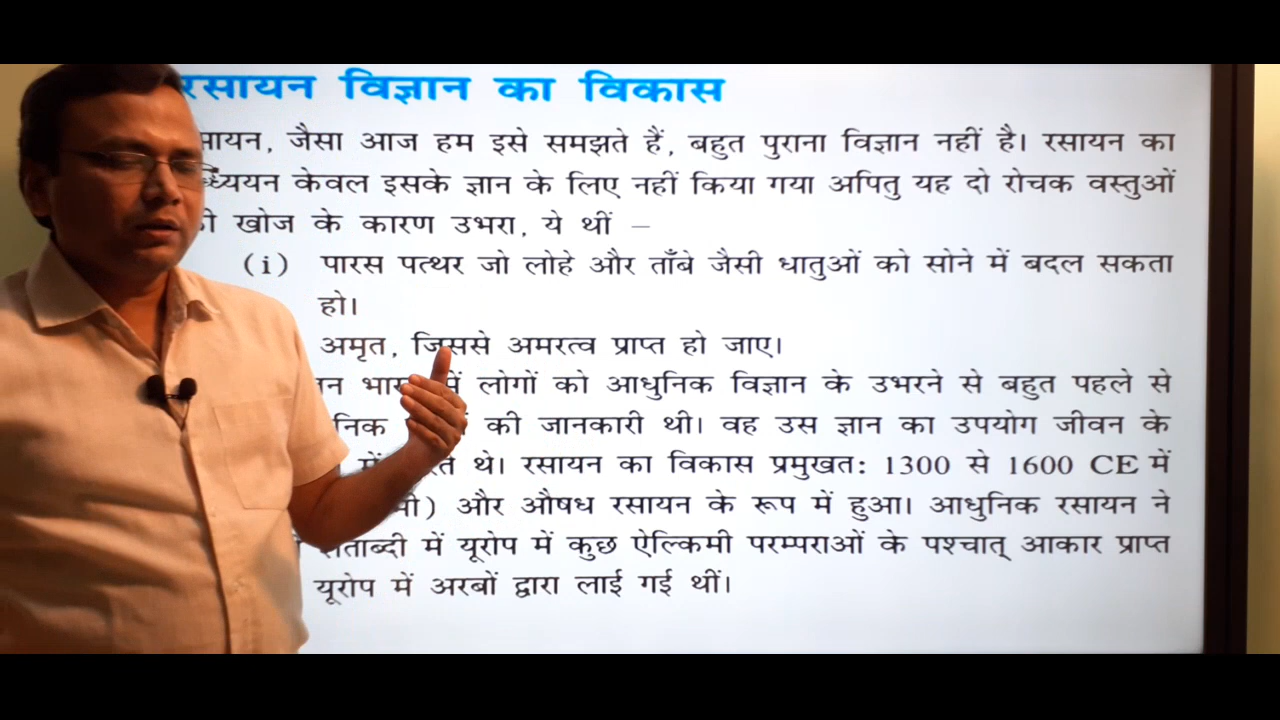 रसायन विज्ञान का विकास
जैसा आज हम इसे समझते हैं, बहुत पुराना विज्ञान नहीं है। रसायन का
केवल इसके ज्ञान के लिए नहीं किया गया अपितु यह दो रोचक वस्तुओं
खोज के कारण उभरा, ये थीं –
(i) पारस पत्थर जो लोहे और ताँबे जैसी धातुओं को सोने में बदल सकता
हो।
अमृत, जिससे अमरत्व प्राप्त हो जाए।
में लोगों को आधुनिक विज्ञान के उभरने से बहुत पहले से
की जानकारी थी। वह उस ज्ञान का उपयोग जीवन के
में थे। रसायन का विकास प्रमुखत: 1300 से 1600 CE में
और औषध रसायन के रूप में हुआ। आधुनिक रसायन ने
शताब्दी में यूरोप में कुछ ऐल्किमी परम्पराओं के पश्चात् आकार प्राप्त
यूरोप में अरबों द्वारा लाई गई थीं।